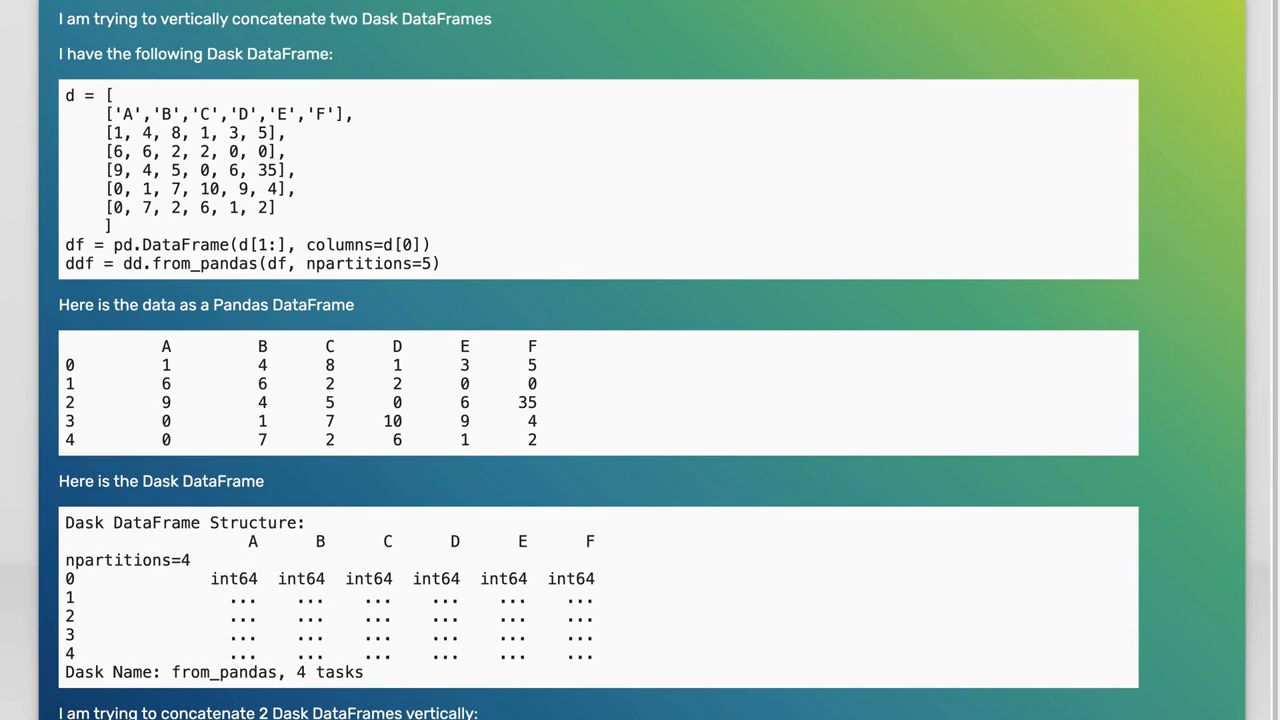 I am trying to vertically concatenate two Dask DataFrames
I have the following Dask DataFrame:
d = [
    ['A','B','C','D','E','F'],
    [1, 4, 8, 1, 3, 5],
    [6, 6, 2, 2, 0, 0],
    [9, 4, 5, 0, 6, 35],
    [0, 1, 7, 10, 9, 4],
    [0, 7, 2, 6, 1, 2]
    ]
df = pd.DataFrame(d[1:], columns=d[0])
ddf = dd.from_pandas(df, npartitions=5)
Here is the data as a Pandas DataFrame
A B C D E F
0 1 4 8 1 3 5
1 6 6 2 2 0 0
2 9 4 5 0 6 35
3 0 1 7 10 9 4
4 0 7 2 6 1 2
Here is the Dask DataFrame
Dask DataFrame Structure:
A B C D E F
npartitions=4
0 int64 int64 int64 int64 int64 int64
1 ... ... ... ... ... ...
2 ... ... ... ... ... ...
3 ... ... ... ... ... ...
4 ... ... ... ... ... ...
Dask Name: from_pandas, 4 tasks
I am trying to concatenate 2 Dask DataFrames vertically: